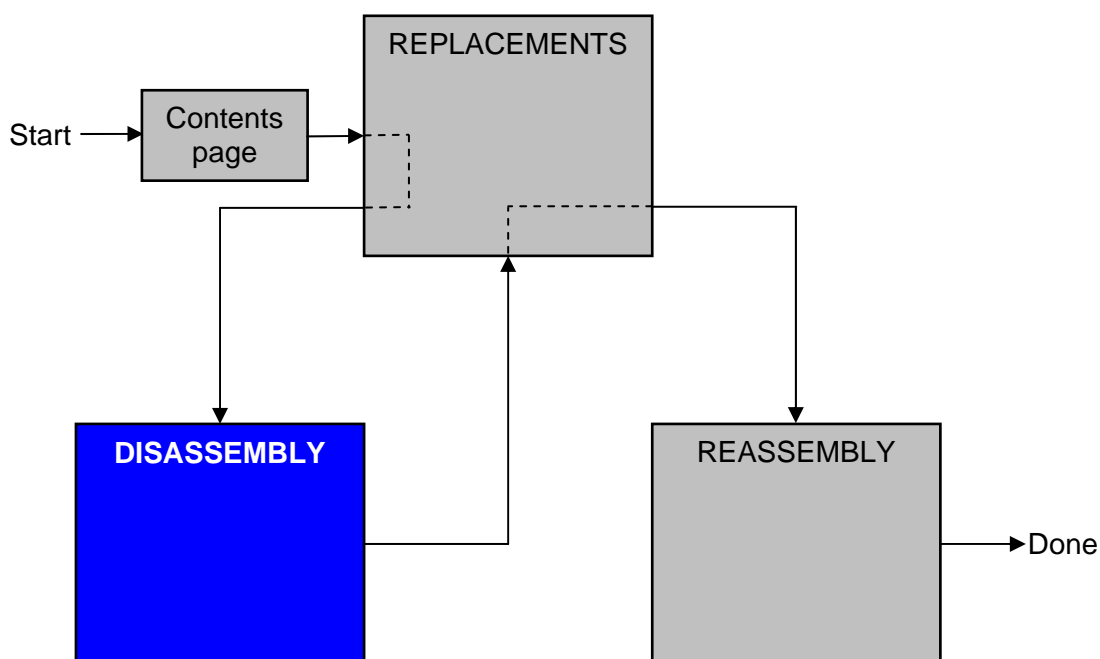 REPLACEMENTS
Start
Contents
page
DISASSEMBLY
REASSEMBLY
Done